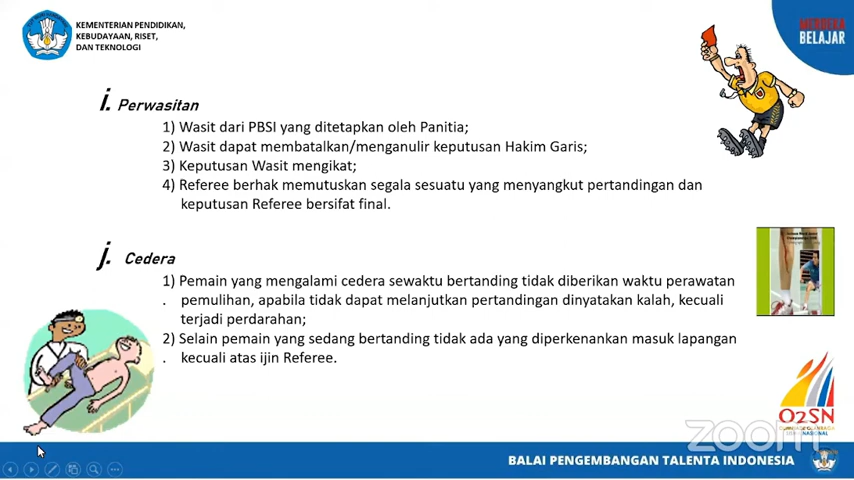 KEMENTERIAN PENDIDIKAN,
KEBUDAYAAN, RISET,
DAN TEKNOLOGI
MERDEKA
BELAJAR
i. Perwasitan
1) Wasit dari PBSI yang ditetapkan oleh Panitia;
2) Wasit dapat membatalkan/menganulir keputusan Hakim Garis;
3) Keputusan Wasit mengikat;
4) Referee berhak memutuskan segala sesuatu yang menyangkut pertandingan dan
keputusan Referee bersifat final.
j. Cedera
1) Pemain yang mengalami cedera sewaktu bertanding tidak diberikan waktu perawatan
. pemulihan, apabila tidak dapat melanjutkan pertandingan dinyatakan kalah, kecuali
terjadi perdarahan;
2) Selain pemain yang sedang bertanding tidak ada yang diperkenankan masuk lapangan
. kecuali atas ijin Referee.
O2SN
zoom
BALAI PENGEMBANGAN TALENTA INDONESIA